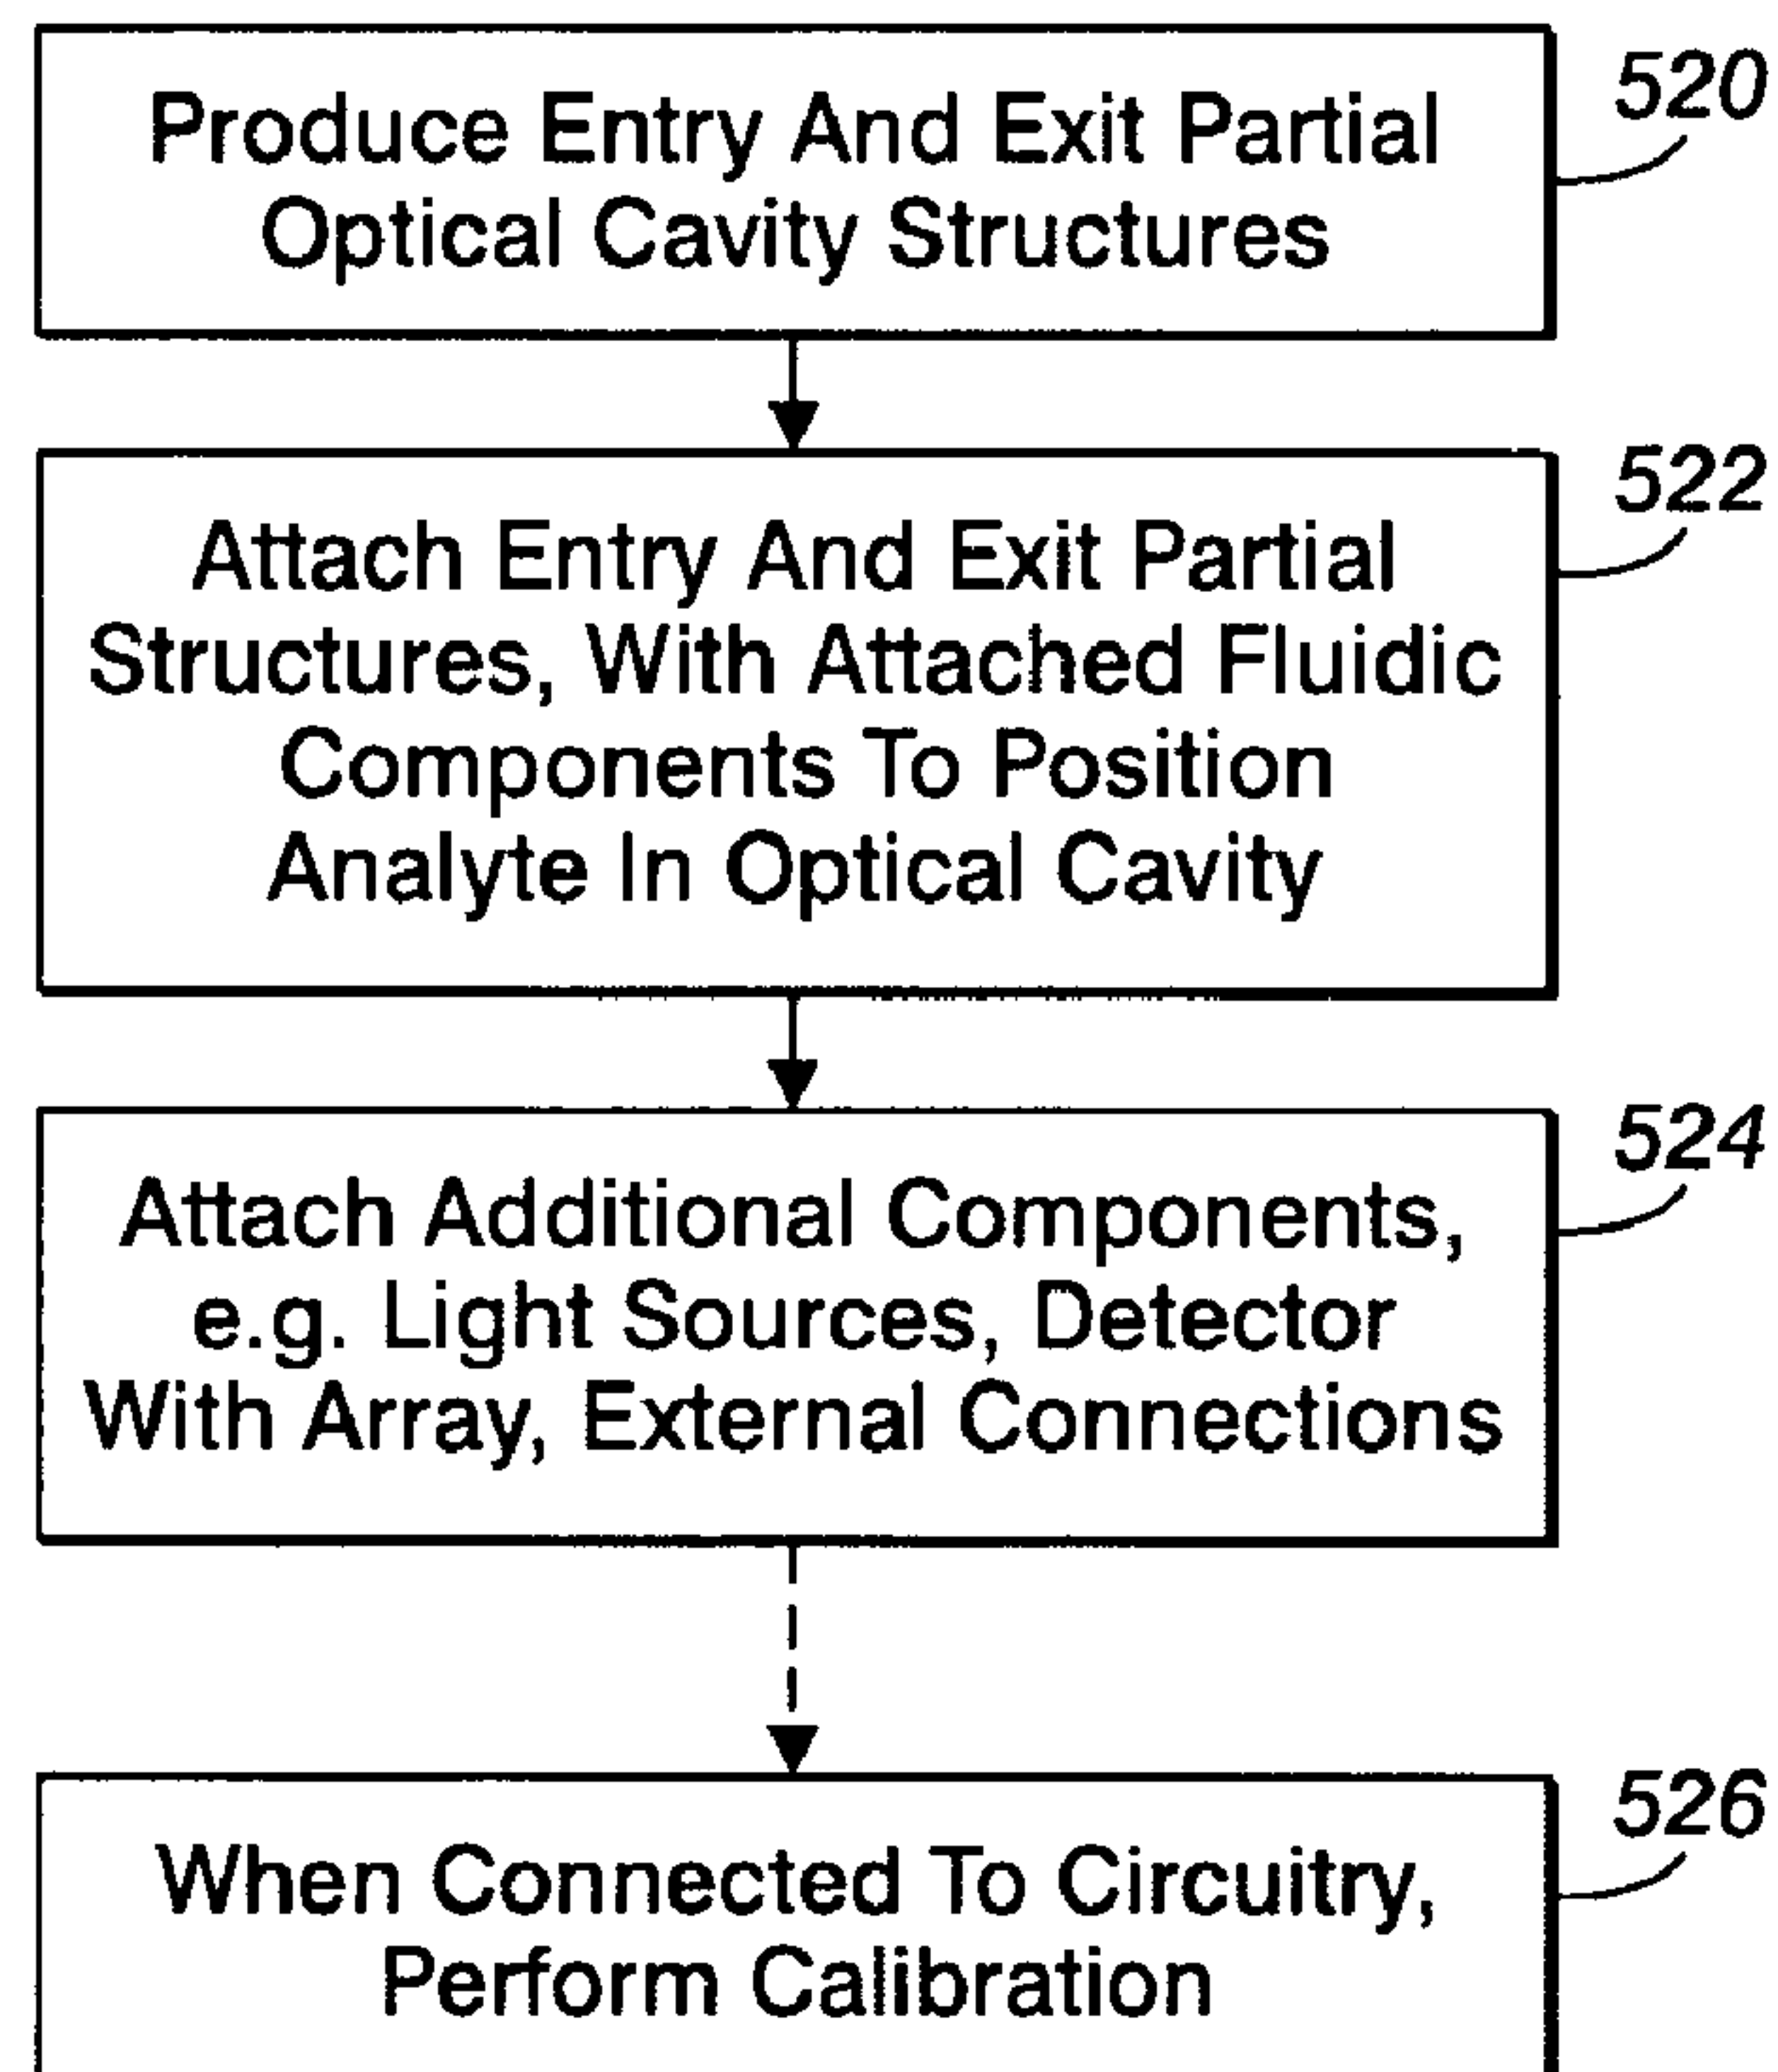 Produce Entry And Exit Partial
Optical Cavity Structures
520
Attach Entry And Exit Partial
Structures, With Attached Fluidic
Components To Position
Analyte In Optical Cavity
522
Attach Additional Components,
e.g. Light Sources, Detector
With Array, External Connections
524
When Connected To Circuitry,
Perform Calibration
526